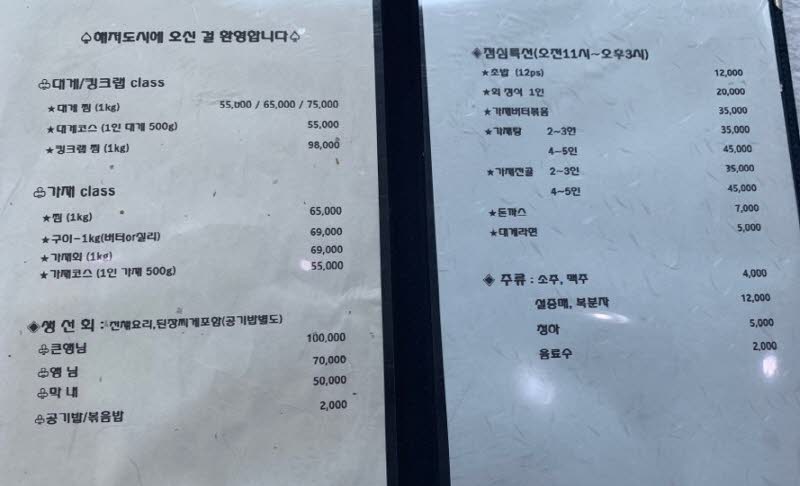 ♤해저도시에 오신 걸 환영합니다♤
♧대게/킹크랩 class
★대게 찜 (1kg) 55,000 / 65,000 / 75,000
★대게코스 (1인 대게 500g) 55,000
★킹크랩 찜 (1kg) 98,000
♧가재 class
★찜 (1kg) 65,000
★구이-1kg(버터or칠리) 69,000
★가재회 (1kg) 69,000
★가재코스 (1인 가재 500g) 55,000
◈생 선 회 : 전채요리,된장찌개포함(공기밥별도)
♧큰행님 100,000
♧행 님 70,000
♧막 내 50,000
♧공기밥/볶음밥 2,000
◈점심특선(오전11시~오후3시)
★초밥 (12ps) 12,000
★회 정식 1인 20,000
★가재버터볶음 35,000
★가재탕 2~3인 35,000
4~5인 45,000
★가재전골 2~3인 35,000
4~5인 45,000
★돈까스 7,000
★대게라면 5,000
◈ 주류 : 소주, 맥주 4,000
설중매, 복분자 12,000
청하 5,000
음료수 2,000